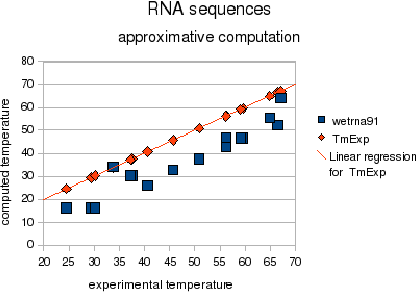 RNA sequences
approximative computation
computed temperature
80
70
60
50
40
30
20
10
0
20 25 30 35 40 45 50 55 60 65 70
experimental temperature
wetrna91
TmExp
Linear regression
for TmExp